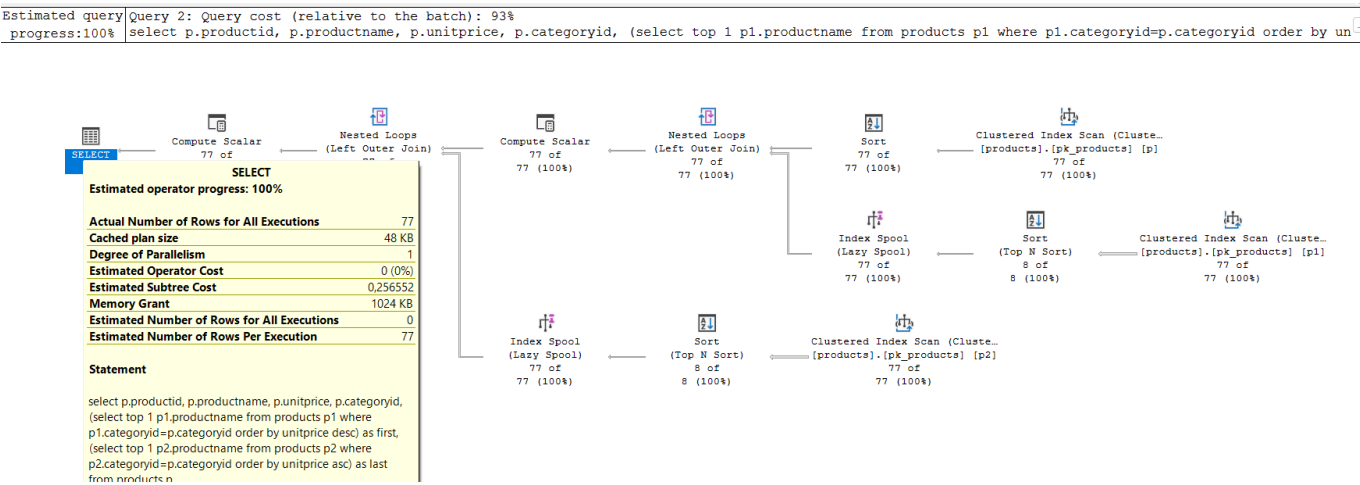 Estimated query
progress:100%
Query 2: Query cost (relative to the batch): 93%
select p.productid, p.productname, p.unitprice, p.categoryid, (select top 1 p1.productname from products p1 where p1.categoryid=p.categoryid order by un
SELECT
Compute Scalar
77 of
Nested Loops
(Left Outer Join)
Compute Scalar
77 of
77 (100%)
Nested Loops
(Left Outer Join)
77 of
77 (100%)
Sort
77 of
77 (100%)
Clustered Index Scan (Cluste…
[products].[pk_products] [p]
77 of
77 (100%)
Index Spool
(Lazy Spool)
77 of
77 (100%)
Sort
(Top N Sort)
8 of
8 (100%)
Clustered Index Scan (Cluste…
[products].[pk_products] [p1]
77 of
77 (100%)
Index Spool
(Lazy Spool)
77 of
77 (100%)
Sort
(Top N Sort)
8 of
8 (100%)
Clustered Index Scan (Cluste…
[products].[pk_products] [p2]
77 of
77 (100%)
SELECT
Estimated operator progress: 100%
Actual Number of Rows for All Executions 77
Cached plan size 48 KB
Degree of Parallelism 1
Estimated Operator Cost 0 (0%)
Estimated Subtree Cost 0,256552
Memory Grant 1024 KB
Estimated Number of Rows for All Executions 0
Estimated Number of Rows Per Execution 77
Statement
select p.productid, p.productname, p.unitprice, p.categoryid,
(select top 1 p1.productname from products p1 where
p1.categoryid=p.categoryid order by unitprice desc) as first,
(select top 1 p2.productname from products p2 where
p2.categoryid=p.categoryid order by unitprice asc) as last
from products p